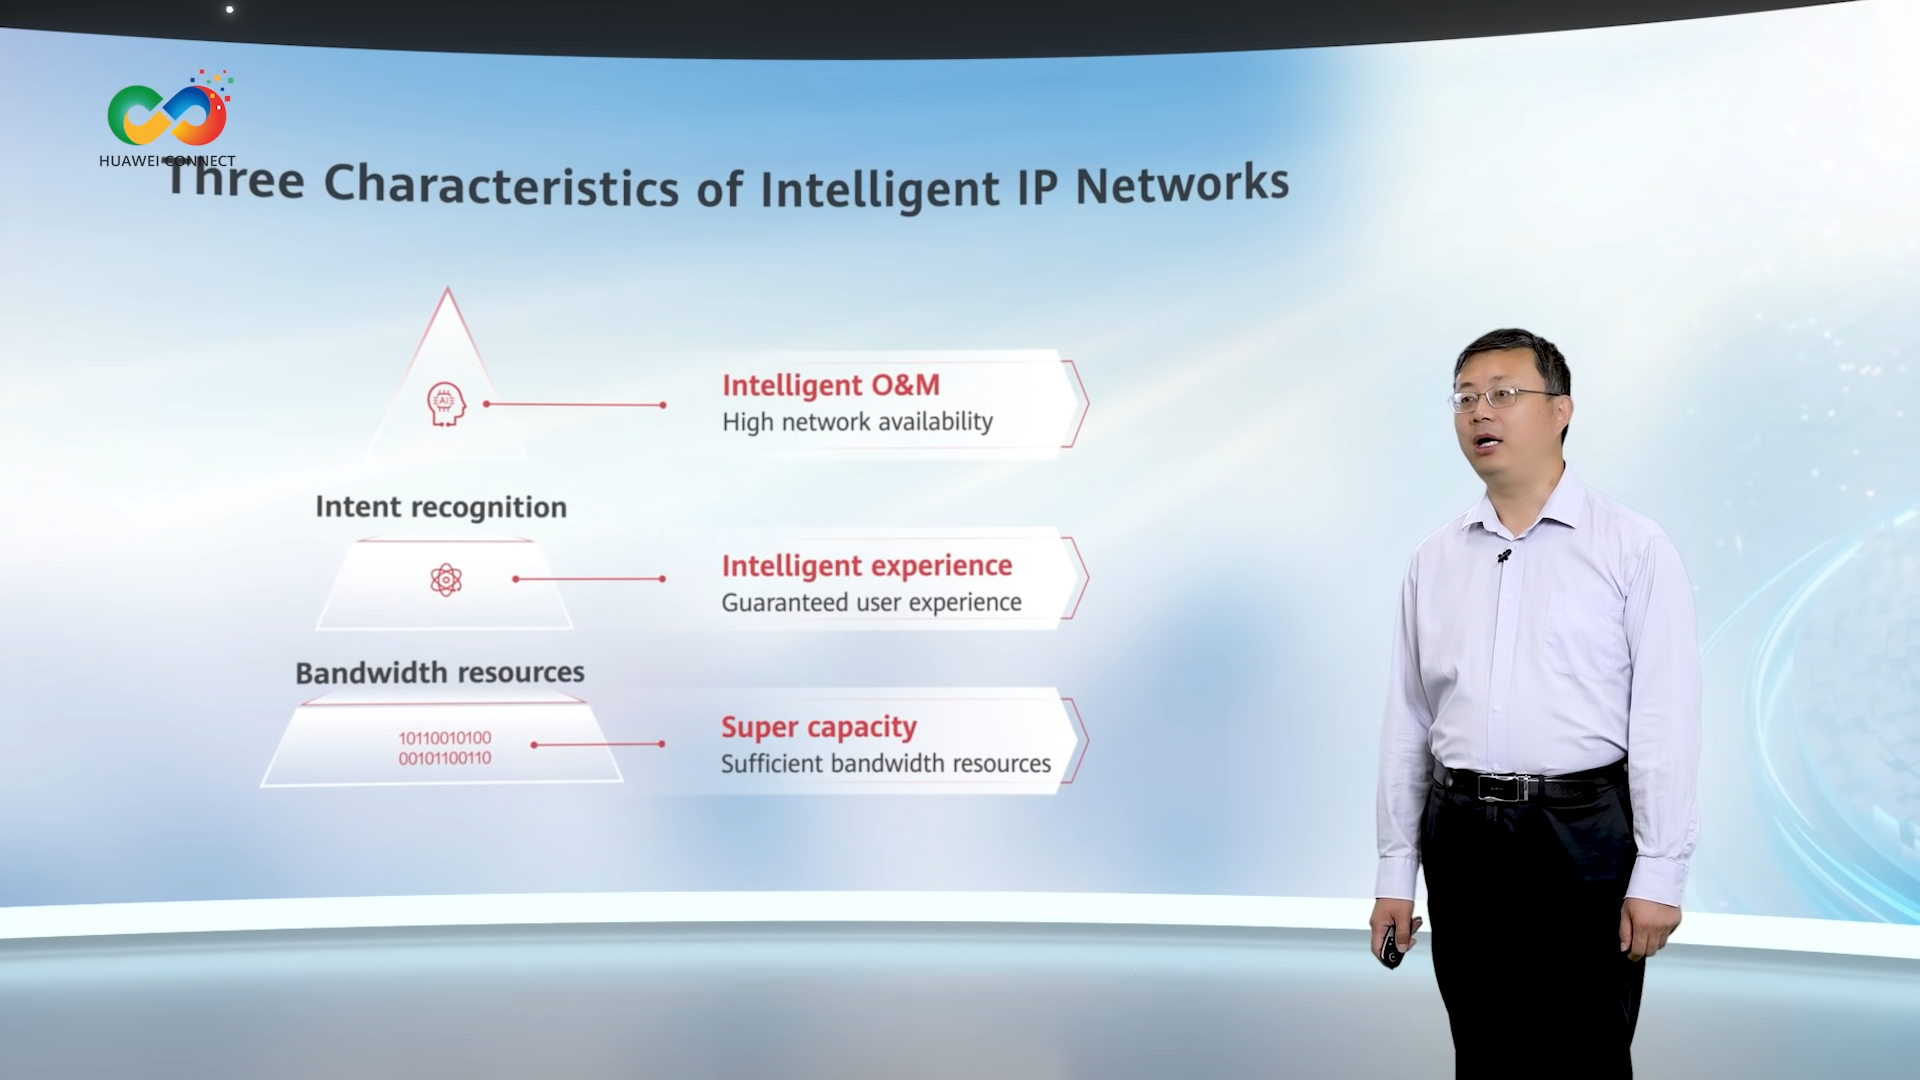 HUAWEI CONNECT
Three Characteristics of Intelligent IP Networks
AI
Intelligent O&M
High network availability
Intent recognition
Intelligent experience
Guaranteed user experience
Bandwidth resources
10110010100
00101100110
Super capacity
Sufficient bandwidth resources